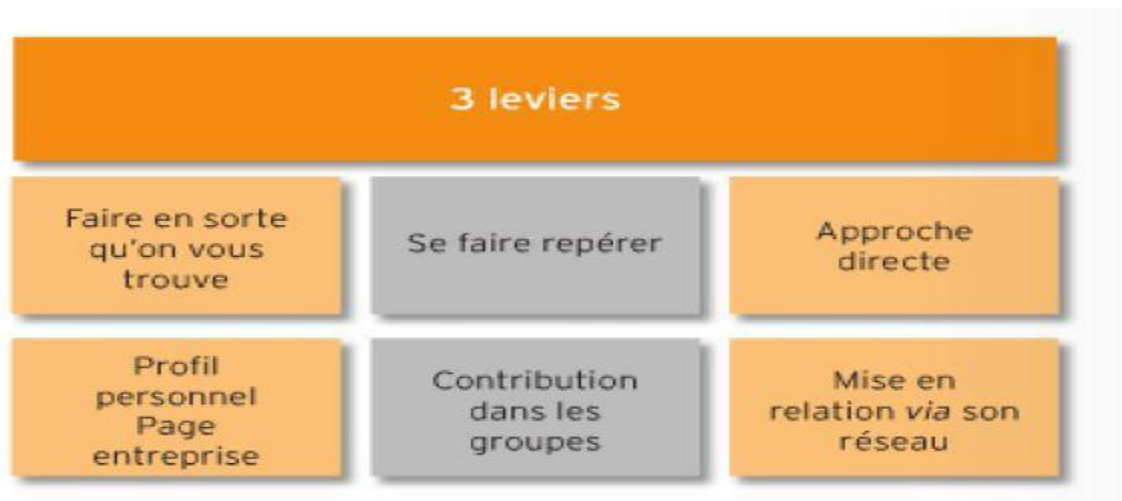 3 leviers
Faire en sorte
qu'on vous
trouve
Se faire repérer
Approche
directe
Profil
personnel
Page
entreprise
Contribution
dans les
groupes
Mise en
relation via son
réseau